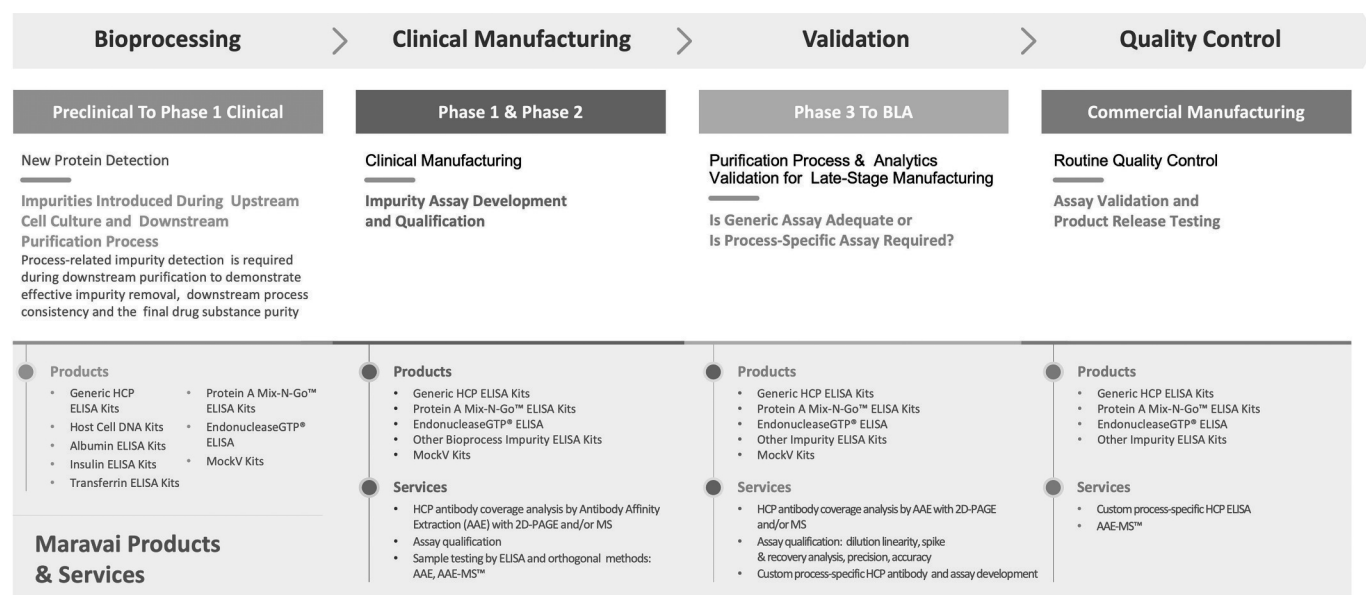 Bioprocessing
Clinical Manufacturing
Validation
Quality Control
Preclinical To Phase 1 Clinical
New Protein Detection
Impurities Introduced During Upstream
Cell Culture and Downstream
Purification Process
Process-related impurity detection is required
during downstream purification to demonstrate
effective impurity removal, downstream process
consistency and the final drug substance purity
Phase 1 & Phase 2
Clinical Manufacturing
Impurity Assay Development
and Qualification
Phase 3 To BLA
Purification Process & Analytics
Validation for Late-Stage Manufacturing
Is Generic Assay Adequate or
Is Process-Specific Assay Required?
Commercial Manufacturing
Routine Quality Control
Assay Validation and
Product Release Testing
Products
• Generic HCP
ELISA Kits
• Host Cell DNA Kits
• Albumin ELISA Kits
• Insulin ELISA Kits
• Transferrin ELISA Kits
• Protein A Mix-N-Go™
ELISA Kits
• EndonucleaseGTP®
ELISA
• MockV Kits
Maravai Products
& Services
Products
• Generic HCP ELISA Kits
• Protein A Mix-N-Go™ ELISA Kits
• EndonucleaseGTP® ELISA
• Other Bioprocess Impurity ELISA Kits
• MockV Kits
Services
• HCP antibody coverage analysis by Antibody Affinity
Extraction (AAE) with 2D-PAGE and/or MS
• Assay qualification
• Sample testing by ELISA and orthogonal methods:
AAE, AAE-MS™
Products
• Generic HCP ELISA Kits
• Protein A Mix-N-Go™ ELISA Kits
• EndonucleaseGTP® ELISA
• Other Impurity ELISA Kits
• MockV Kits
Services
• HCP antibody coverage analysis by AAE with 2D-PAGE
and/or MS
• Assay qualification: dilution linearity, spike
& recovery analysis, precision, accuracy
• Custom process-specific HCP antibody and assay development
Products
• Generic HCP ELISA Kits
• Protein A Mix-N-Go™ ELISA Kits
• EndonucleaseGTP® ELISA
• Other Impurity ELISA Kits
Services
• Custom process-specific HCP ELISA
• AAE-MS™